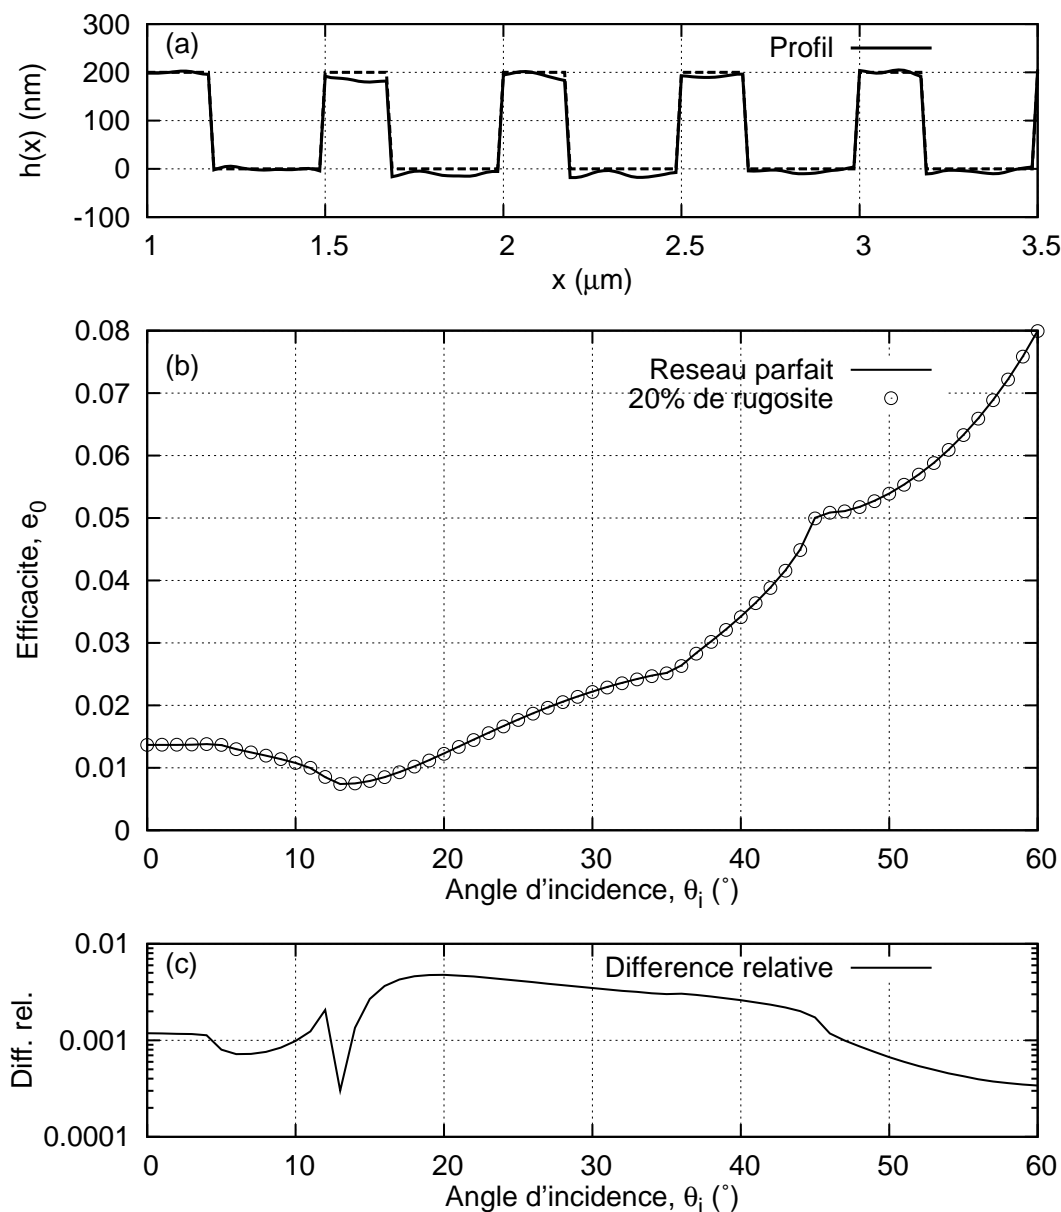 (a)
Profil
h(x) (nm)
300
200
100
0
-100
1
1.5
2
2.5
3
3.5
x (μm)
(b)
Reseau parfait
20% de rugosite
Efficacite, e0
0.08
0.07
0.06
0.05
0.04
0.03
0.02
0.01
0
0
10
20
30
40
50
60
Angle d'incidence, θi (°)
(c)
Difference relative
Diff. rel.
0.01
0.001
0.0001
0
10
20
30
40
50
60
Angle d'incidence, θi (°)